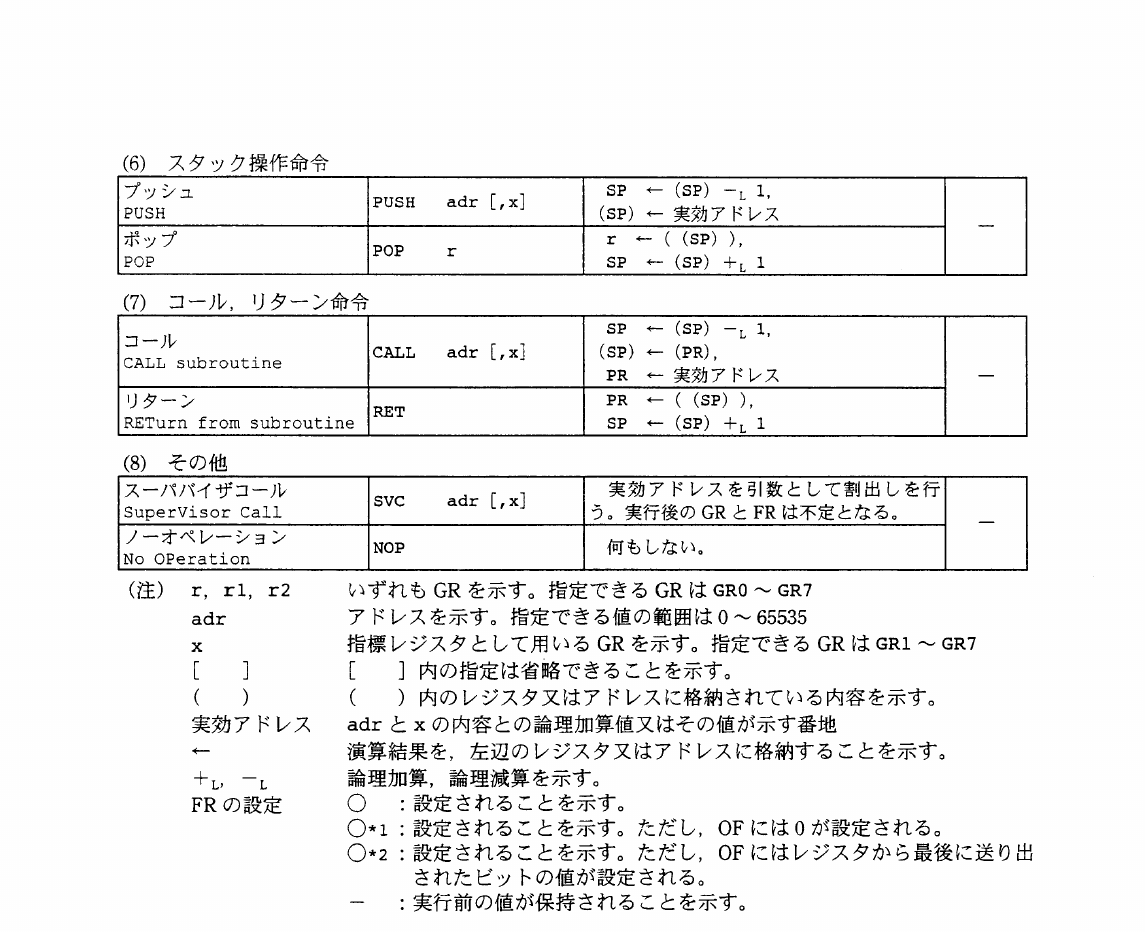 (6) スタック操作命令
プッシュ
PUSH
PUSH adr [,x]
SP ← (SP) −L 1,
(SP) ← 実効アドレス
—
ポップ
POP
POP r
r ← ( (SP) ),
SP ← (SP) +L 1
(7) コール，リターン命令
コール
CALL subroutine
CALL adr [,x]
SP ← (SP) −L 1,
(SP) ← (PR),
PR ← 実効アドレス
—
リターン
RETurn from subroutine
RET
PR ← ( (SP) ),
SP ← (SP) +L 1
(8) その他
スーパバイザコール
SuperVisor Call
SVC adr [,x]
実効アドレスを引数として割出しを行
う。実行後の GR と FR は不定となる。
—
ノーオペレーション
No OPeration
NOP
何もしない。
(注) r, r1, r2 いずれも GR を示す。指定できる GR は GR0 ～ GR7
adr アドレスを示す。指定できる値の範囲は 0 ～ 65535
x 指標レジスタとして用いる GR を示す。指定できる GR は GR1 ～ GR7
[ ] [ ] 内の指定は省略できることを示す。
( ) ( ) 内のレジスタ又はアドレスに格納されている内容を示す。
実効アドレス adr と x の内容との論理加算値又はその値が示す番地
← 演算結果を，左辺のレジスタ又はアドレスに格納することを示す。
+L, −L 論理加算，論理減算を示す。
FR の設定 ○ ：設定されることを示す。
○*1：設定されることを示す。ただし，OF には 0 が設定される。
○*2：設定されることを示す。ただし，OF にはレジスタから最後に送り出
されたビットの値が設定される。
— ：実行前の値が保持されることを示す。